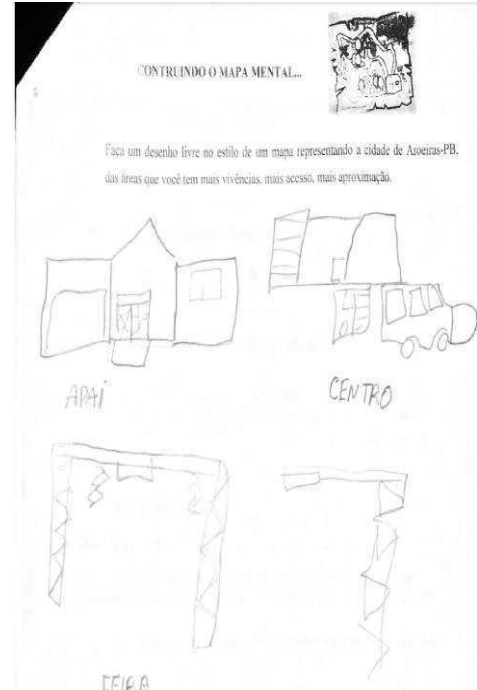 CONTRUINDO O MAPA MENTAL...
Faça um desenho livre no estilo de um mapa representando a cidade de Aroeiras-PB,
das áreas que você tem mais vivências, mais acesso, mais aproximação.
APAI
CENTRO
FEIRA